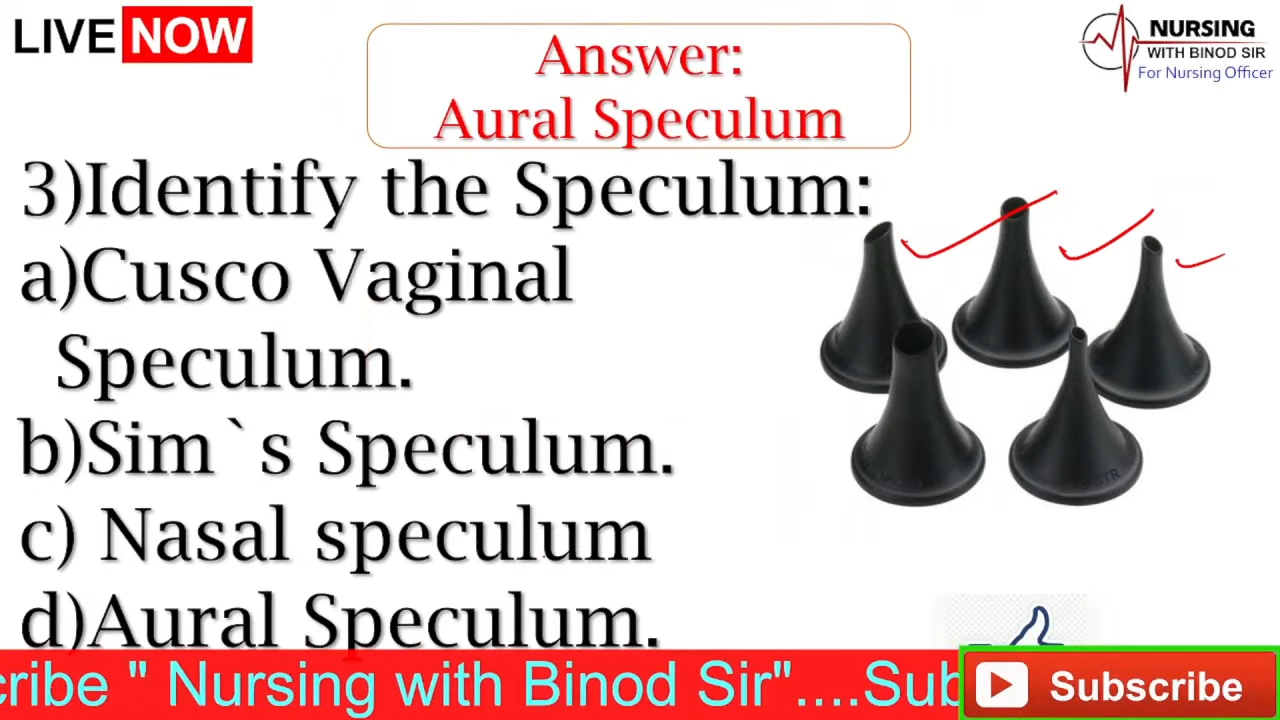 LIVE NOW
Answer:
Aural Speculum
NURSING
WITH BINOD SIR
For Nursing Officer
3)Identify the Speculum:
a)Cusco Vaginal
Speculum.
b)Sim`s Speculum.
c) Nasal speculum
d)Aural Speculum.
cribe " Nursing with Binod Sir"....Sub
Subscribe